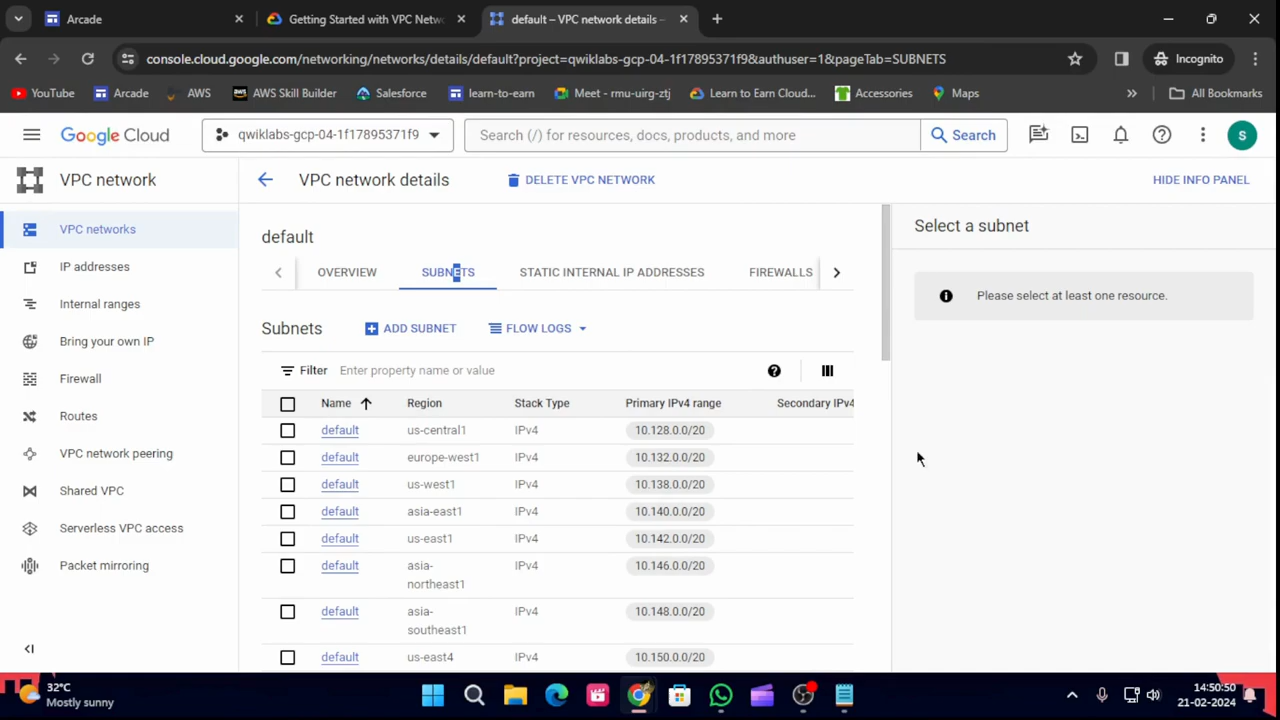 Arcade
Getting Started with VPC Netw
default – VPC network details –
console.cloud.google.com/networking/networks/details/default?project=qwiklabs-gcp-04-1f17895371f9&authuser=1&pageTab=SUBNETS
Incognito
YouTube
Arcade
AWS
AWS Skill Builder
Salesforce
learn-to-earn
Meet - rmu-uirg-ztj
Learn to Earn Cloud...
Accessories
Maps
All Bookmarks
Google Cloud
qwiklabs-gcp-04-1f17895371f9
Search (/) for resources, docs, products, and more
Search
S
VPC network
VPC network details
DELETE VPC NETWORK
HIDE INFO PANEL
VPC networks
IP addresses
Internal ranges
Bring your own IP
Firewall
Routes
VPC network peering
Shared VPC
Serverless VPC access
Packet mirroring
default
OVERVIEW
SUBNETS
STATIC INTERNAL IP ADDRESSES
FIREWALLS
Subnets
ADD SUBNET
FLOW LOGS
Filter
Enter property name or value
Name Region Stack Type Primary IPv4 range Secondary IPv4
default us-central1 IPv4 10.128.0.0/20
default europe-west1 IPv4 10.132.0.0/20
default us-west1 IPv4 10.138.0.0/20
default asia-east1 IPv4 10.140.0.0/20
default us-east1 IPv4 10.142.0.0/20
default asia- IPv4 10.146.0.0/20
northeast1
default asia- IPv4 10.148.0.0/20
southeast1
default us-east4 IPv4 10.150.0.0/20
Select a subnet
Please select at least one resource.
32°C
Mostly sunny
14:50:50
21-02-2024